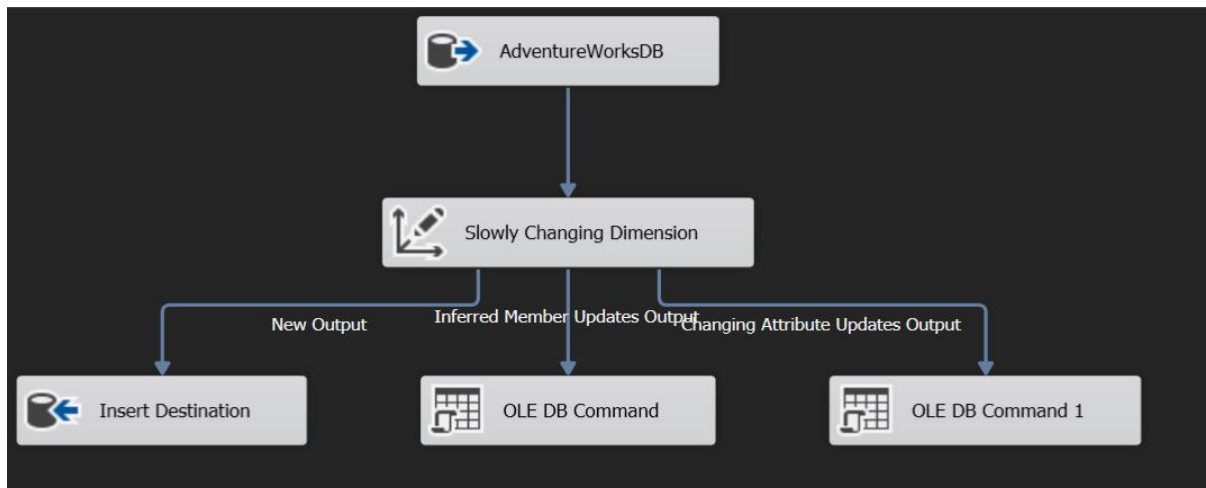 AdventureWorksDB
Slowly Changing Dimension
New Output
Inferred Member Updates Output
Changing Attribute Updates Output
Insert Destination
OLE DB Command
OLE DB Command 1